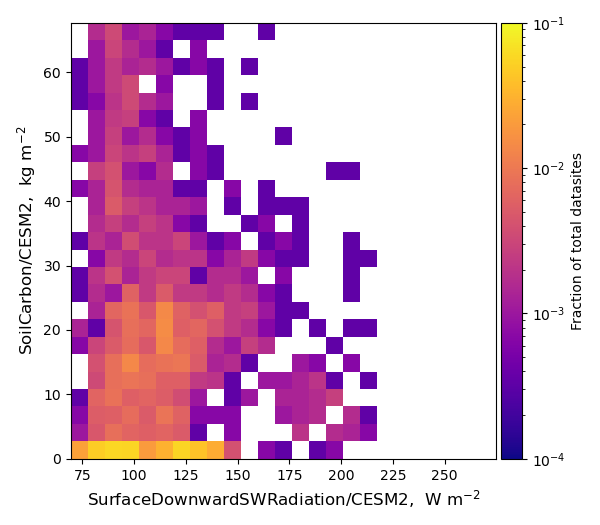 10⁻¹
60
50
10⁻²
40
30
10⁻³
20
10
0
10⁻⁴
75 100 125 150 175 200 225 250
SoilCarbon/CESM2, kg m⁻²
Fraction of total datasites
SurfaceDownwardSWRadiation/CESM2, W m⁻²